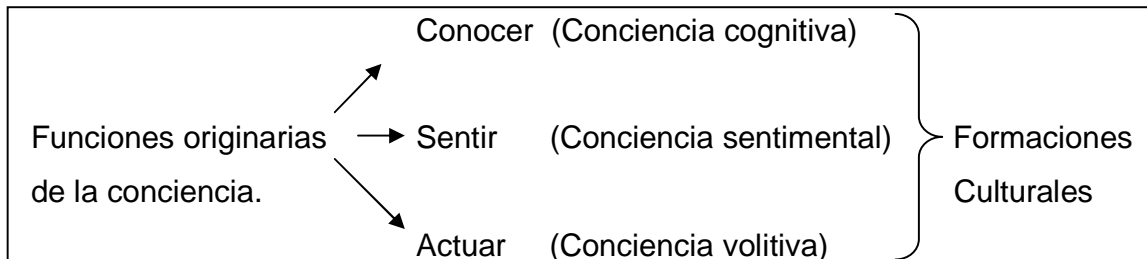 Conocer (Conciencia cognitiva)
Funciones originarias
de la conciencia.
Sentir (Conciencia sentimental)
Formaciones
Culturales
Actuar (Conciencia volitiva)